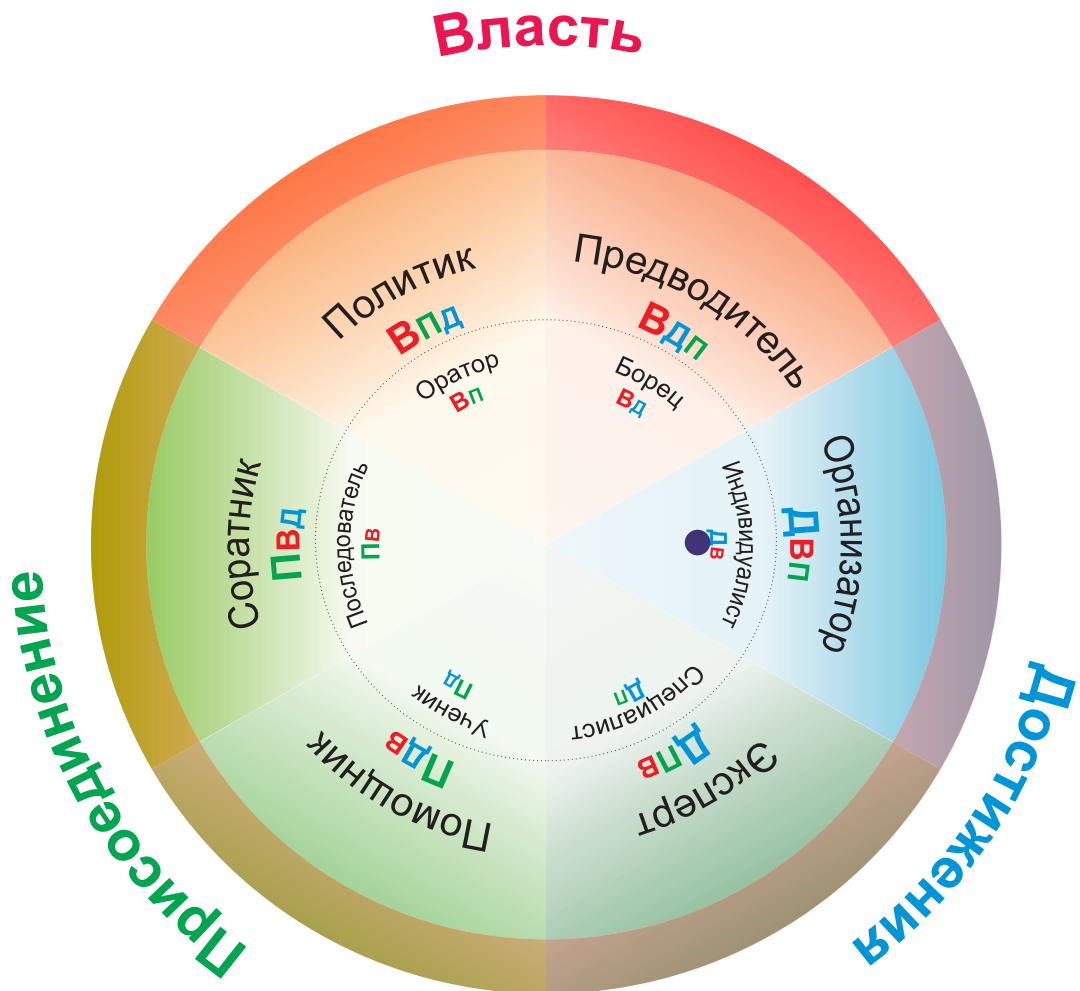 Власть
Политик
ВПД
Оратор
ВП
Предводитель
ВДП
Борец
ВД
Организатор
ДВП
Индивидуалист
ДВ
Эксперт
ДПВ
Специалист
ДП
Помощник
ПДВ
Ученик
ПД
Соратник
ПВД
Последователь
ПВ
Присоединение
Достижения